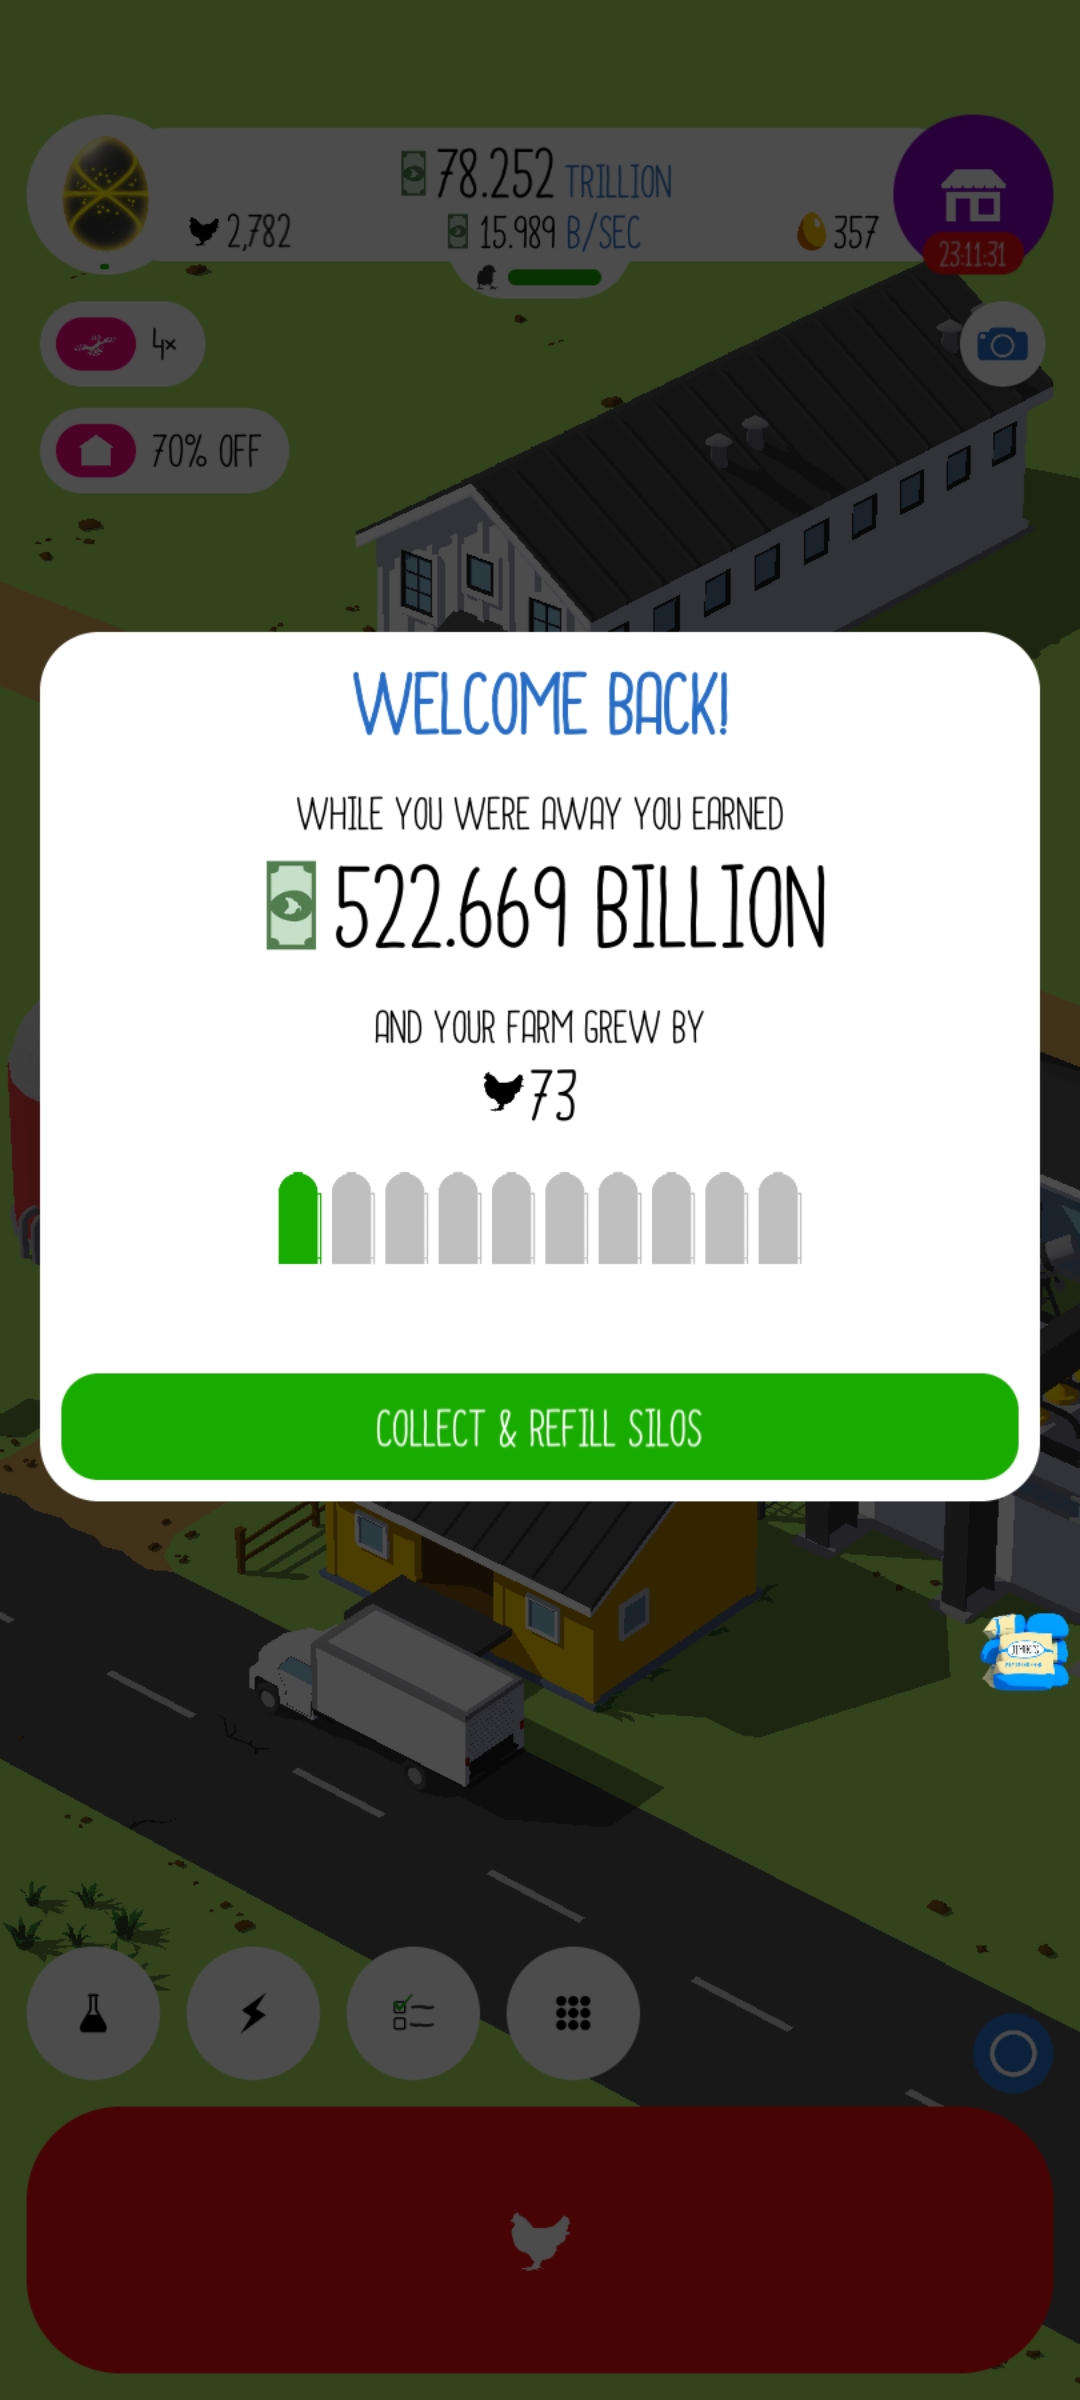 78.252 TRILLION
2,782
15.989 B/SEC
357
23:11:31
4x
70% OFF
WELCOME BACK!
WHILE YOU WERE AWAY YOU EARNED
522.669 BILLION
AND YOUR FARM GREW BY
73
COLLECT & REFILL SILOS